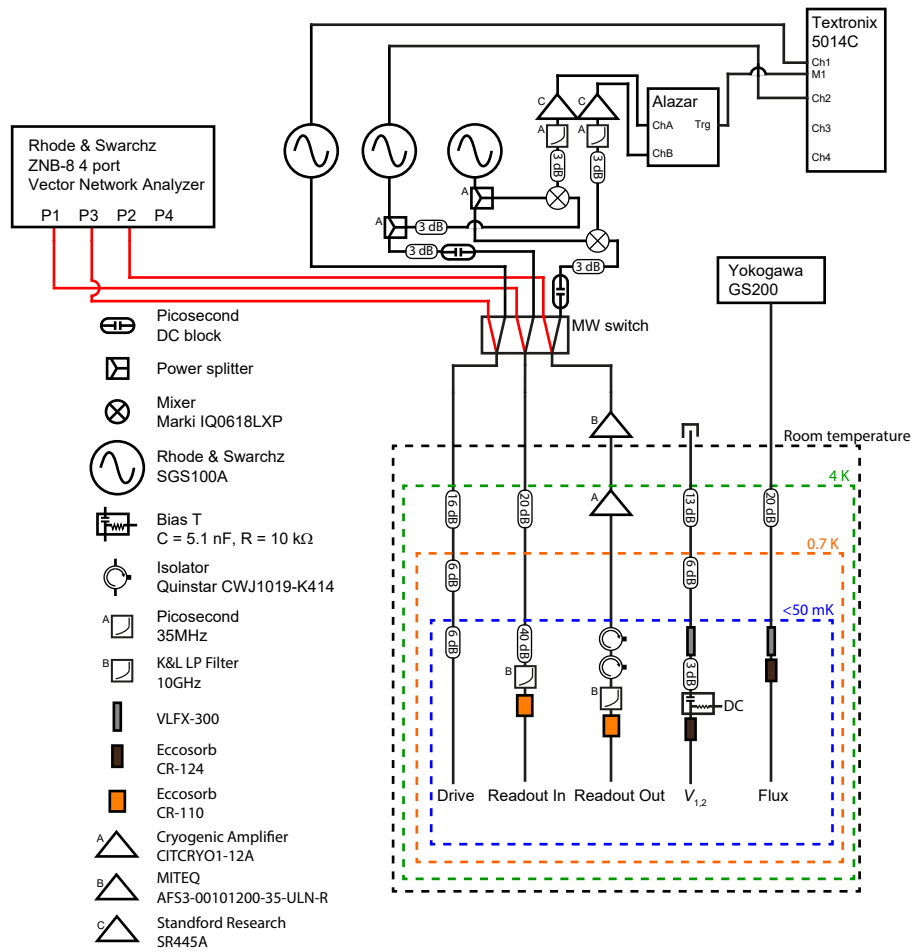 Textronix
5014C
Ch1
M1
Ch2
Ch3
Ch4
Alazar
ChA
Trg
ChB
C
C
A
A
3 dB
3 dB
A
A
3 dB
3 dB
3 dB
Rhode & Swarchz
ZNB-8 4 port
Vector Network Analyzer
P1 P3 P2 P4
Yokogawa
GS200
MW switch
Picosecond
DC block
Power splitter
Mixer
Marki IQ0618LXP
Rhode & Swarchz
SGS100A
Bias T
C = 5.1 nF, R = 10 kΩ
Isolator
Quinstar CWJ1019-K414
A
Picosecond
35MHz
B
K&L LP Filter
10GHz
VLFX-300
Eccosorb
CR-124
Eccosorb
CR-110
A
Cryogenic Amplifier
CITCRYO1-12A
B
MITEQ
AFS3-00101200-35-ULN-R
C
Standford Research
SR445A
B
Room temperature
4 K
16 dB
20 dB
A
13 dB
20 dB
0.7 K
6 dB
6 dB
<50 mK
6 dB
40 dB
B
B
3 dB
DC
Drive
Readout In
Readout Out
V1,2
Flux